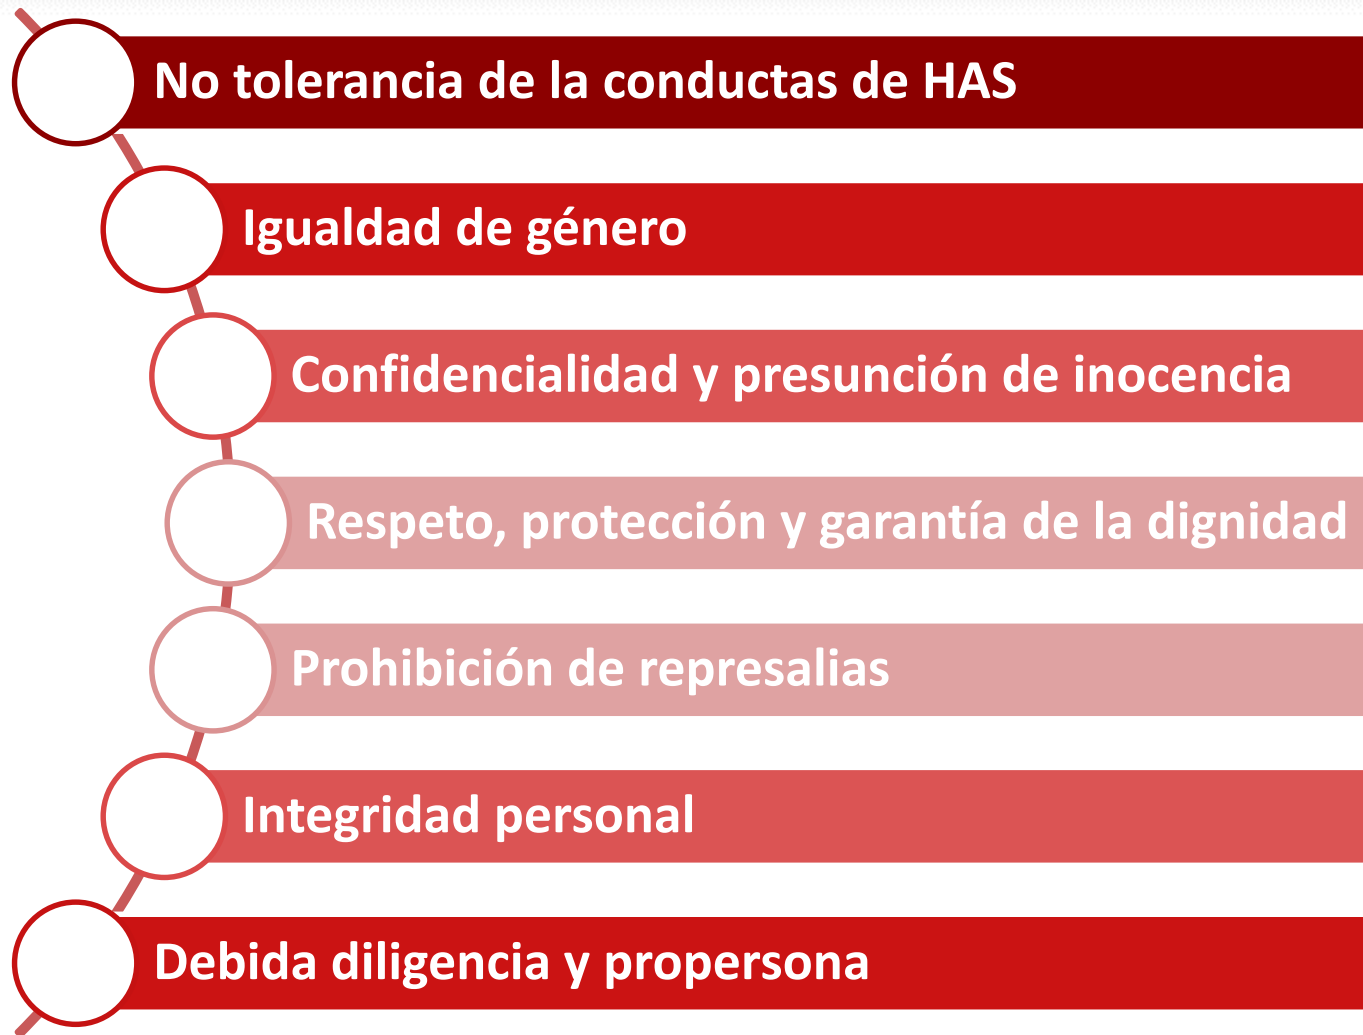 No tolerancia de la conductas de HAS
Igualdad de género
Confidencialidad y presunción de inocencia
Respeto, protección y garantía de la dignidad
Prohibición de represalias
Integridad personal
Debida diligencia y propersona